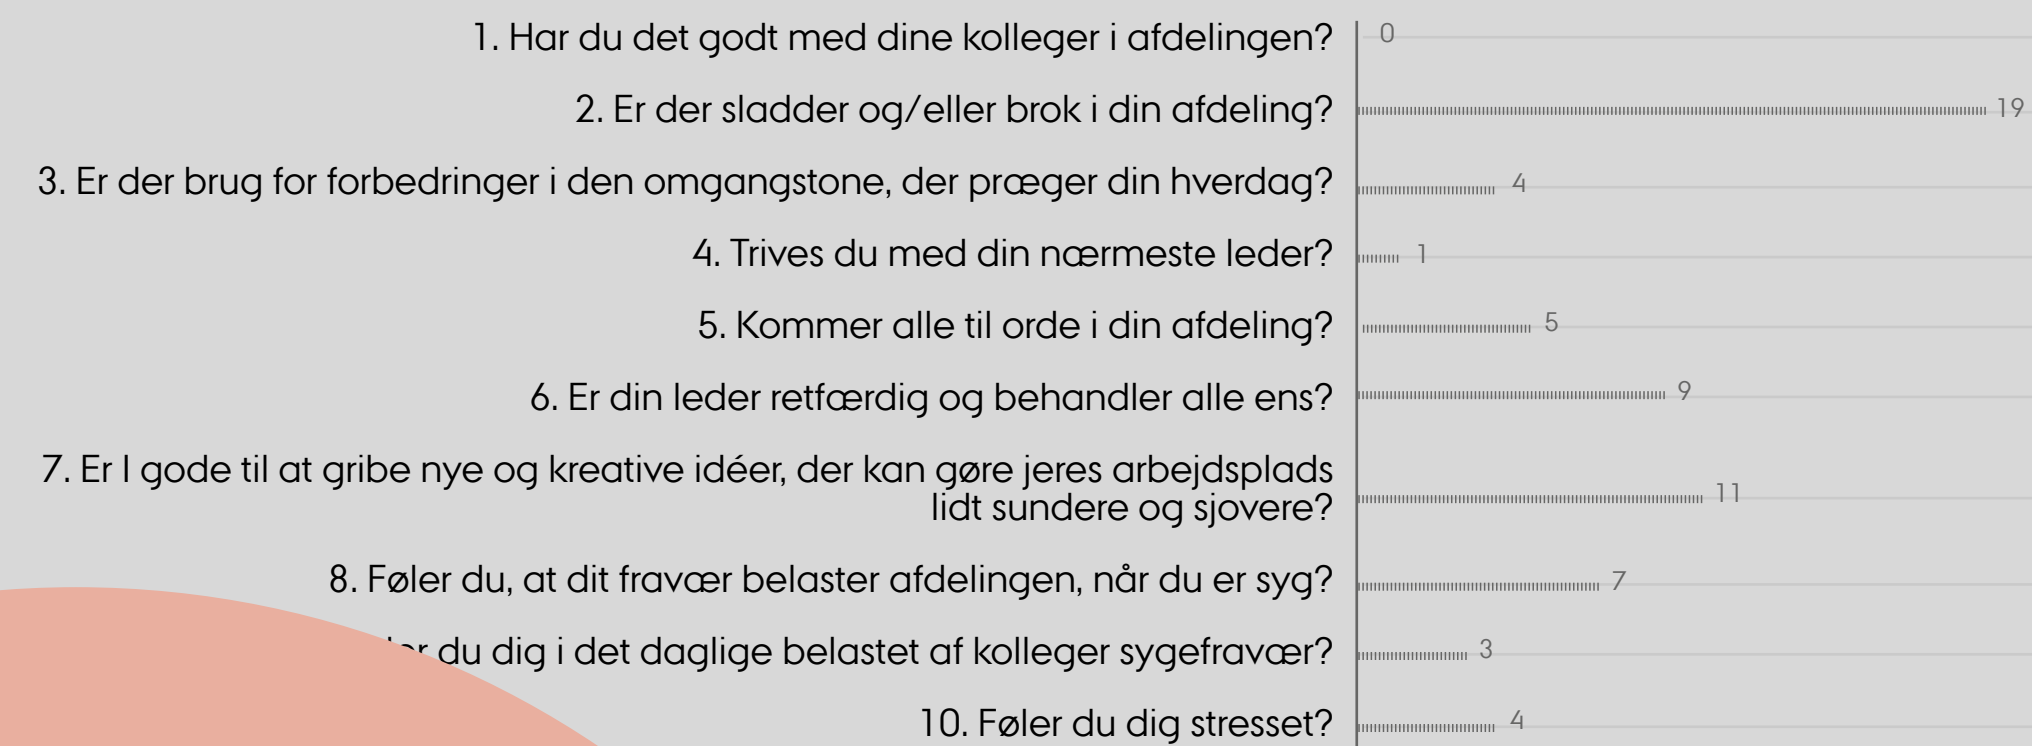 1. Har du det godt med dine kolleger i afdelingen? 0
2. Er der sladder og/eller brok i din afdeling? 19
3. Er der brug for forbedringer i den omgangstone, der præger din hverdag? 4
4. Trives du med din nærmeste leder? 1
5. Kommer alle til orde i din afdeling? 5
6. Er din leder retfærdig og behandler alle ens? 9
7. Er I gode til at gribe nye og kreative idéer, der kan gøre jeres arbejdsplads
lidt sundere og sjovere? 11
8. Føler du, at dit fravær belaster afdelingen, når du er syg? 7
du dig i det daglige belastet af kolleger sygefravær? 3
10. Føler du dig stresset? 4